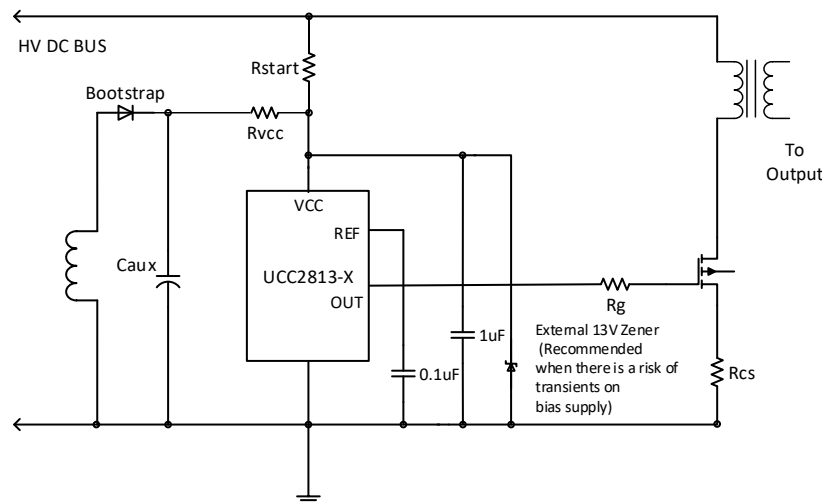 HV DC BUS
Rstart
Bootstrap
Rvcc
To
Output
VCC
REF
UCC2813-X
OUT
Caux
Rg
1uF
0.1uF
External 13V Zener
(Recommended
when there is a risk of
transients on
bias supply)
Rcs